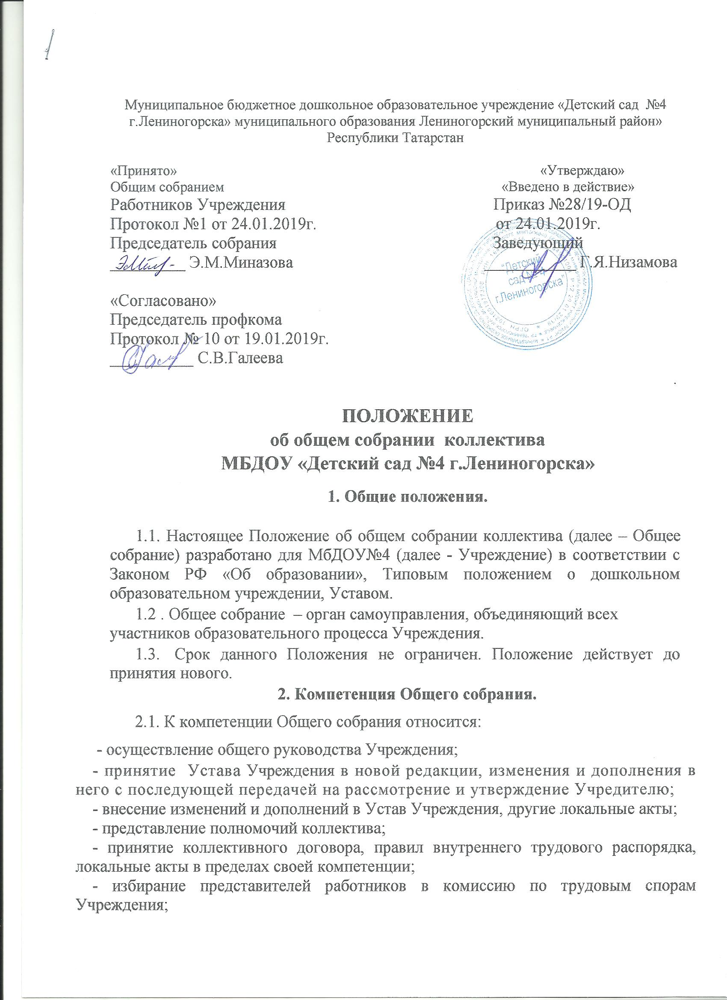 Муниципальное бюджетное дошкольное образовательное учреждение «Детский сад №4
г.Лениногорска» муниципального образования Лениногорский муниципальный район»
Республики Татарстан
«Принято» «Утверждаю»
Общим собранием «Введено в действие»
Работников Учреждения Приказ №28/19-ОД
Протокол №1 от 24.01.2019г. от 24.01.2019г.
Председатель собрания Заведующий
Э.М.Миназова Г.Я.Низамова
"Детский
сад № 4
г.Лениногорска"
«Согласовано»
Председатель профкома
Протокол № 10 от 19.01.2019г.
С.В.Галеева
ПОЛОЖЕНИЕ
об общем собрании коллектива
МБДОУ «Детский сад №4 г.Лениногорска»
1. Общие положения.
1.1. Настоящее Положение об общем собрании коллектива (далее – Общее
собрание) разработано для МбДОУ№4 (далее - Учреждение) в соответствии с
Законом РФ «Об образовании», Типовым положением о дошкольном
образовательном учреждении, Уставом.
1.2 . Общее собрание – орган самоуправления, объединяющий всех
участников образовательного процесса Учреждения.
1.3. Срок данного Положения не ограничен. Положение действует до
принятия нового.
2. Компетенция Общего собрания.
2.1. К компетенции Общего собрания относится:
- осуществление общего руководства Учреждения;
- принятие Устава Учреждения в новой редакции, изменения и дополнения в
него с последующей передачей на рассмотрение и утверждение Учредителю;
- внесение изменений и дополнений в Устав Учреждения, другие локальные акты;
- представление полномочий коллектива;
- принятие коллективного договора, правил внутреннего трудового распорядка,
локальные акты в пределах своей компетенции;
- избирание представителей работников в комиссию по трудовым спорам
Учреждения;